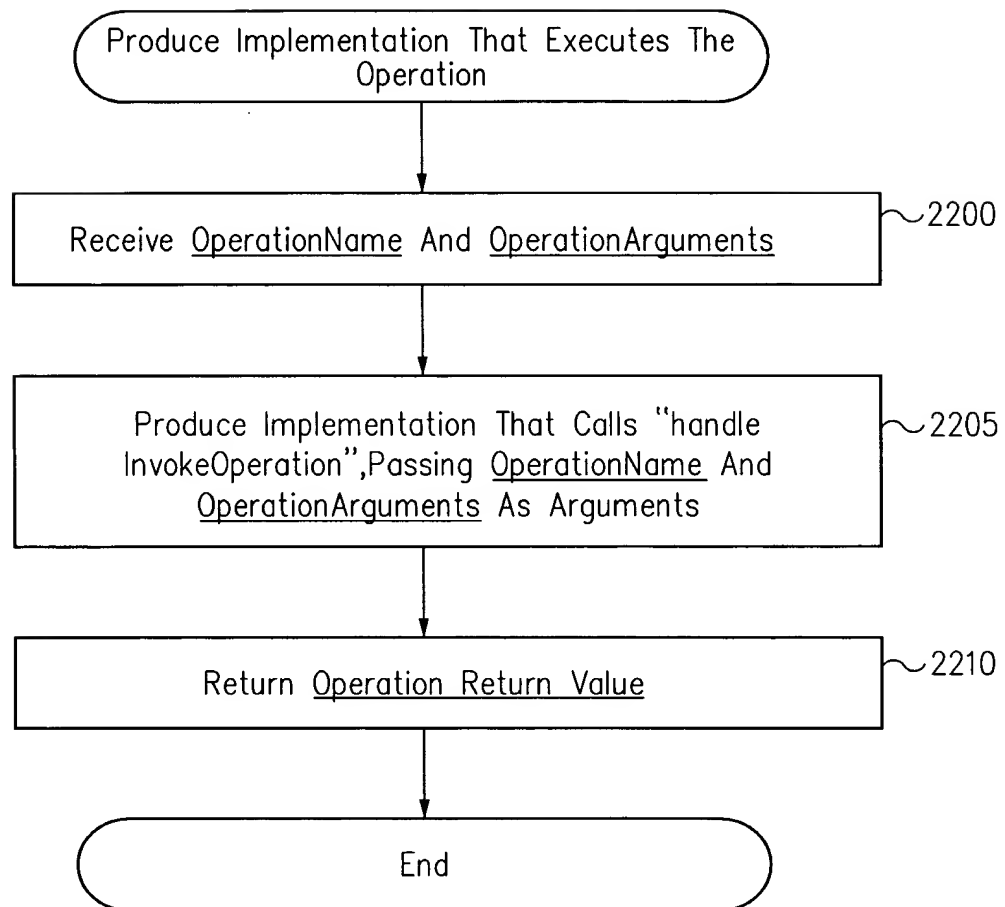 Produce Implementation That Executes The
Operation
Receive OperationName And OperationArguments
2200
Produce Implementation That Calls "handle
InvokeOperation",Passing OperationName And
OperationArguments As Arguments
2205
Return Operation Return Value
2210
End